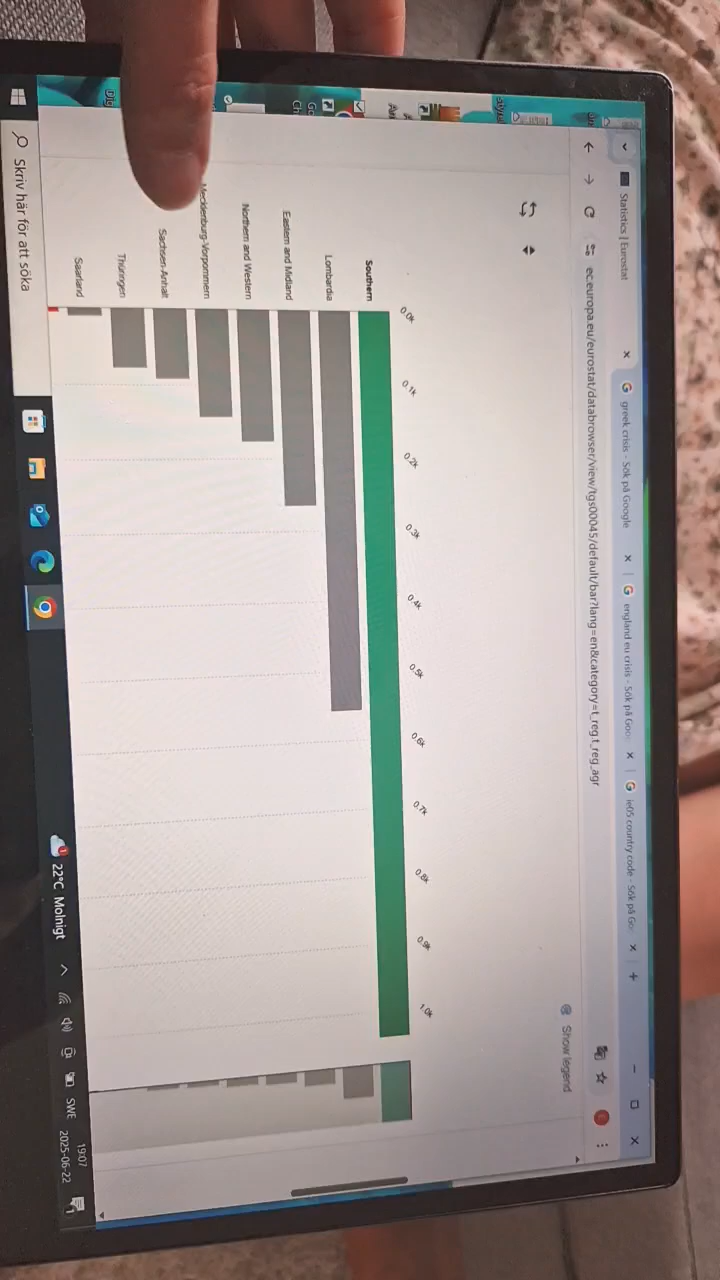 Statistics | Eurostat
greek crisis - Sök på Google
england eu crisis - Sök på Goo
ie05 country code - Sök på Go
ec.europa.eu/eurostat/databrowser/view/tgs00045/default/bar?lang=en&category=t_reg.t_reg_agr
Show legend
0.0k 0.1k 0.2k 0.3k 0.4k 0.5k 0.6k 0.7k 0.8k 0.9k 1.0k
Southern
Lombardia
Eastern and Midland
Northern and Western
Mecklenburg-Vorpommern
Sachsen-Anhalt
Thüringen
Saarland
Skriv här för att söka
22°C Molnigt
SWE
19:07
2025-06-22